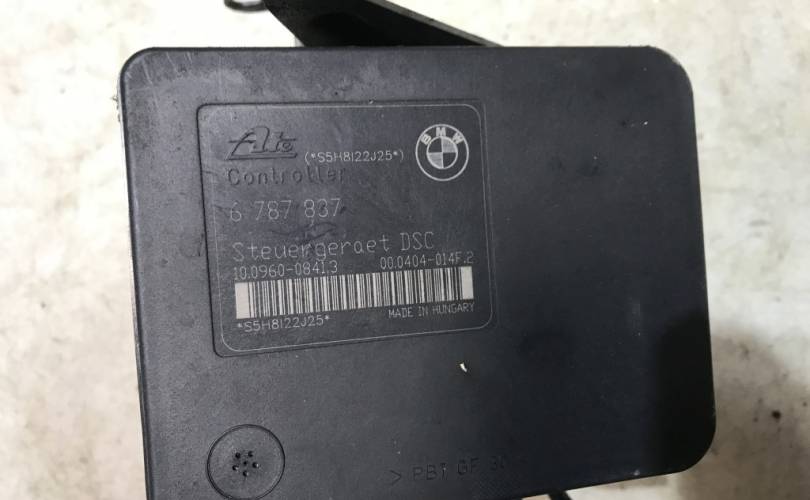 Ate (*S5H8I22J25*)
BMW
Controller
6 787 837
Steuergeraet DSC
10.0960-0841.3 00.0404-014F.2
*S5H8I22J25* MADE IN HUNGARY
> PBT GF 30